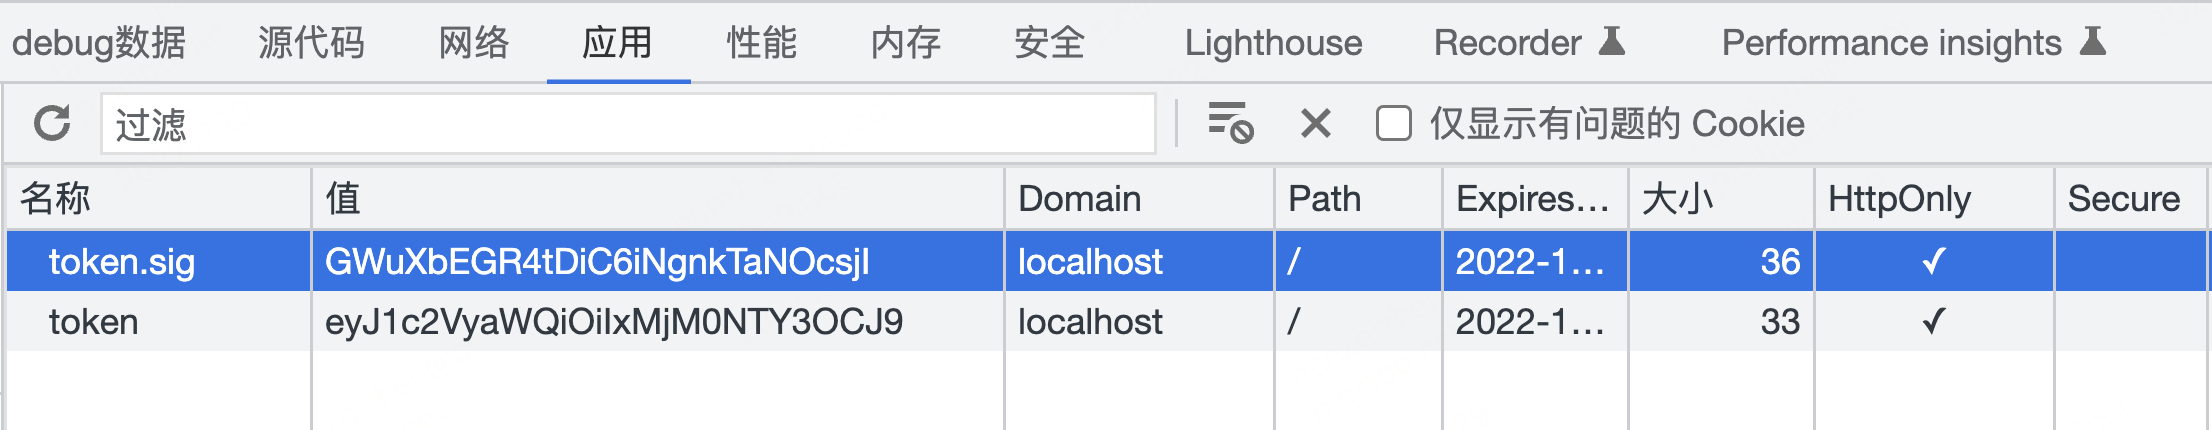 debug数据 源代码 网络 应用 性能 内存 安全 Lighthouse Recorder Performance insights
过滤 仅显示有问题的 Cookie
名称 值 Domain Path Expires... 大小 HttpOnly Secure
token.sig GWuXbEGR4tDiC6iNgnkTaNOcsjI localhost / 2022-1... 36 ✓
token eyJ1c2VyaWQiOiIxMjM0NTY3OCJ9 localhost / 2022-1... 33 ✓